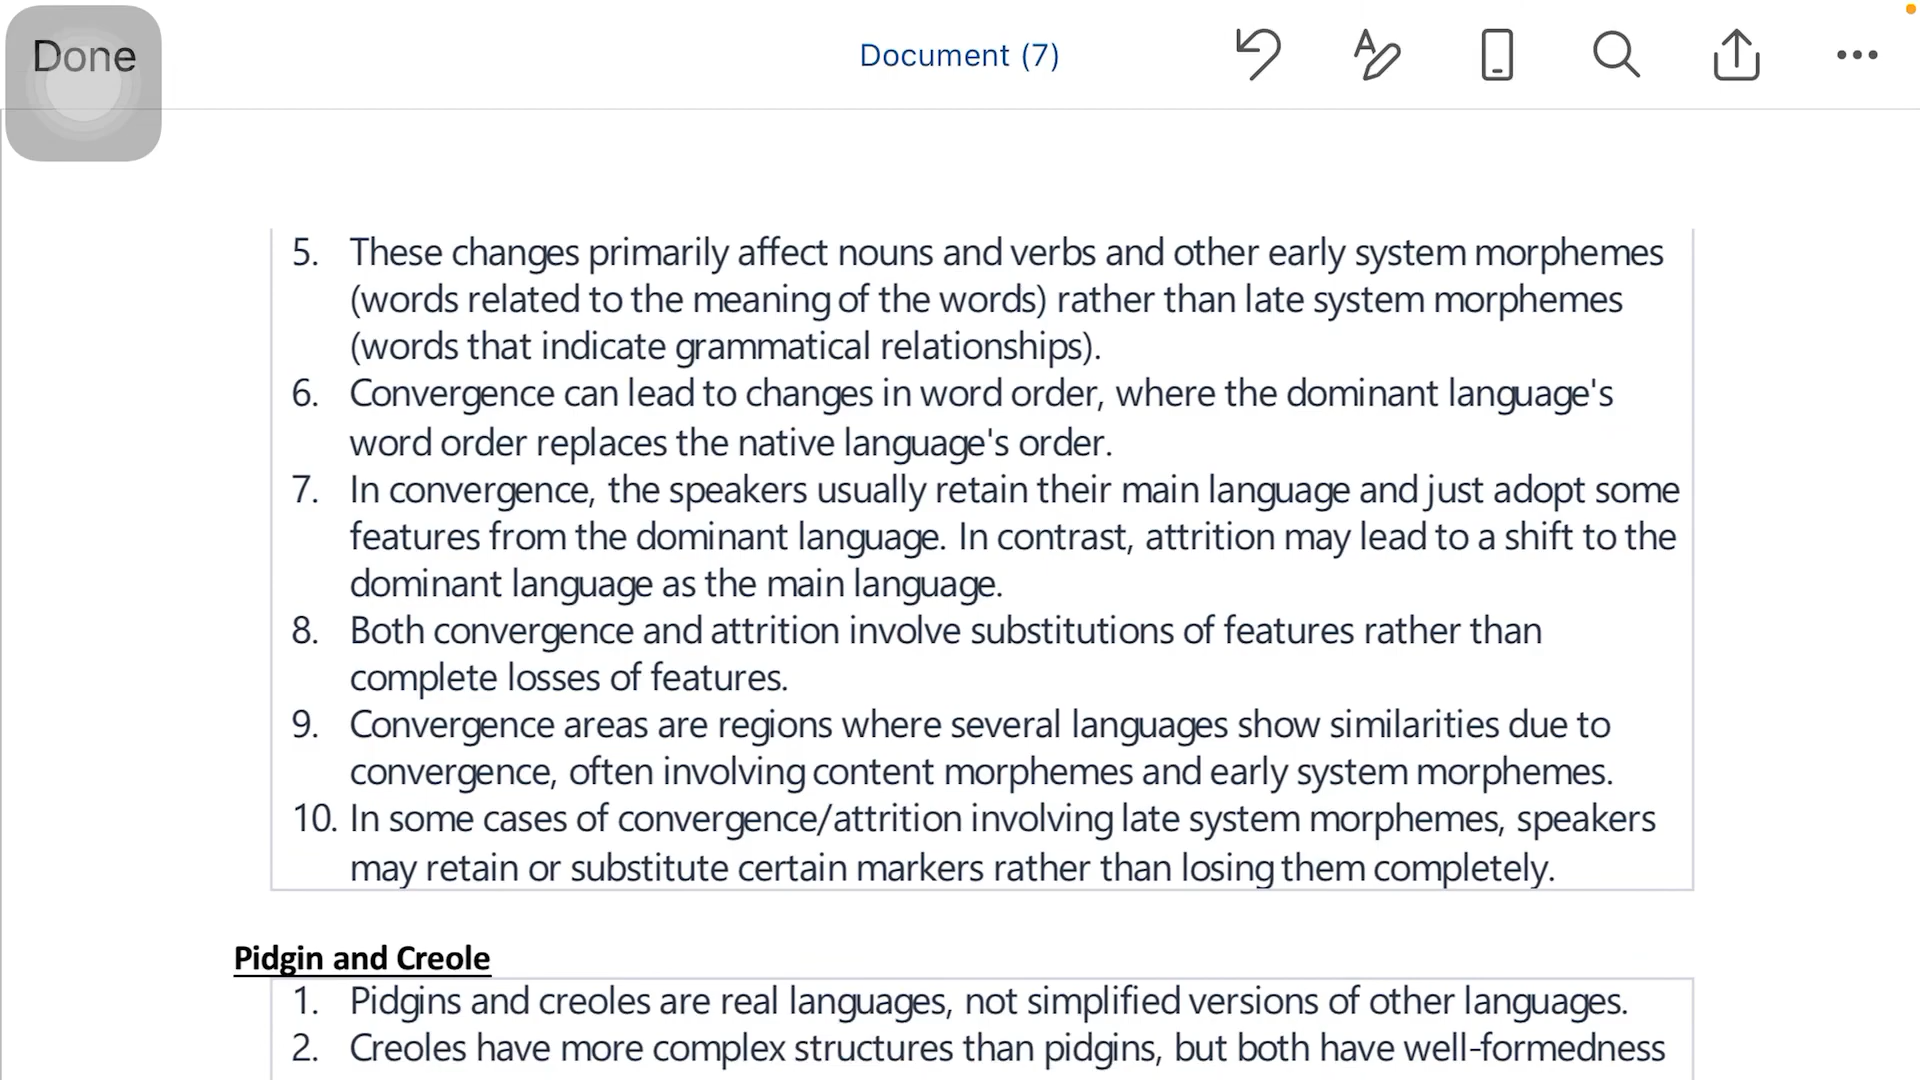 Done
Document (7)
5. These changes primarily affect nouns and verbs and other early system morphemes
(words related to the meaning of the words) rather than late system morphemes
(words that indicate grammatical relationships).
6. Convergence can lead to changes in word order, where the dominant language's
word order replaces the native language's order.
7. In convergence, the speakers usually retain their main language and just adopt some
features from the dominant language. In contrast, attrition may lead to a shift to the
dominant language as the main language.
8. Both convergence and attrition involve substitutions of features rather than
complete losses of features.
9. Convergence areas are regions where several languages show similarities due to
convergence, often involving content morphemes and early system morphemes.
10. In some cases of convergence/attrition involving late system morphemes, speakers
may retain or substitute certain markers rather than losing them completely.
Pidgin and Creole
1. Pidgins and creoles are real languages, not simplified versions of other languages.
2. Creoles have more complex structures than pidgins, but both have well-formedness